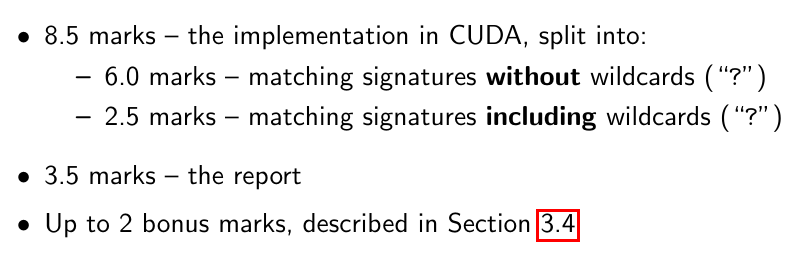 • 8.5 marks – the implementation in CUDA, split into:
– 6.0 marks – matching signatures without wildcards (“?”)
– 2.5 marks – matching signatures including wildcards (“?”)
• 3.5 marks – the report
• Up to 2 bonus marks, described in Section 3.4